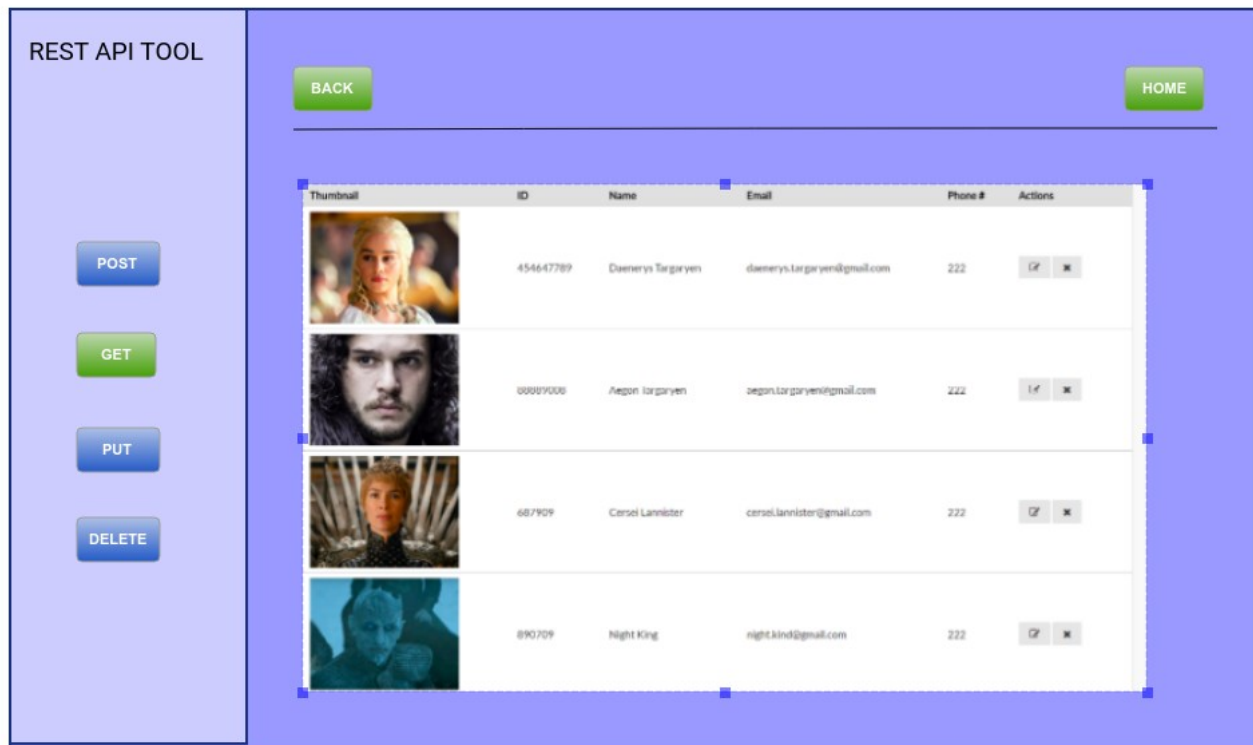 REST API TOOL
BACK
HOME
POST
GET
PUT
DELETE
Thumbnail ID Name Email Phone # Actions
454647789 Daenerys Targaryen daenerys.targaryen@gmail.com 222
Aegon Targaryen aegon.targaryen@gmail.com 222
687909 Cersei Lannister cersei.lannister@gmail.com 222
890709 Night King night.kind@gmail.com 222